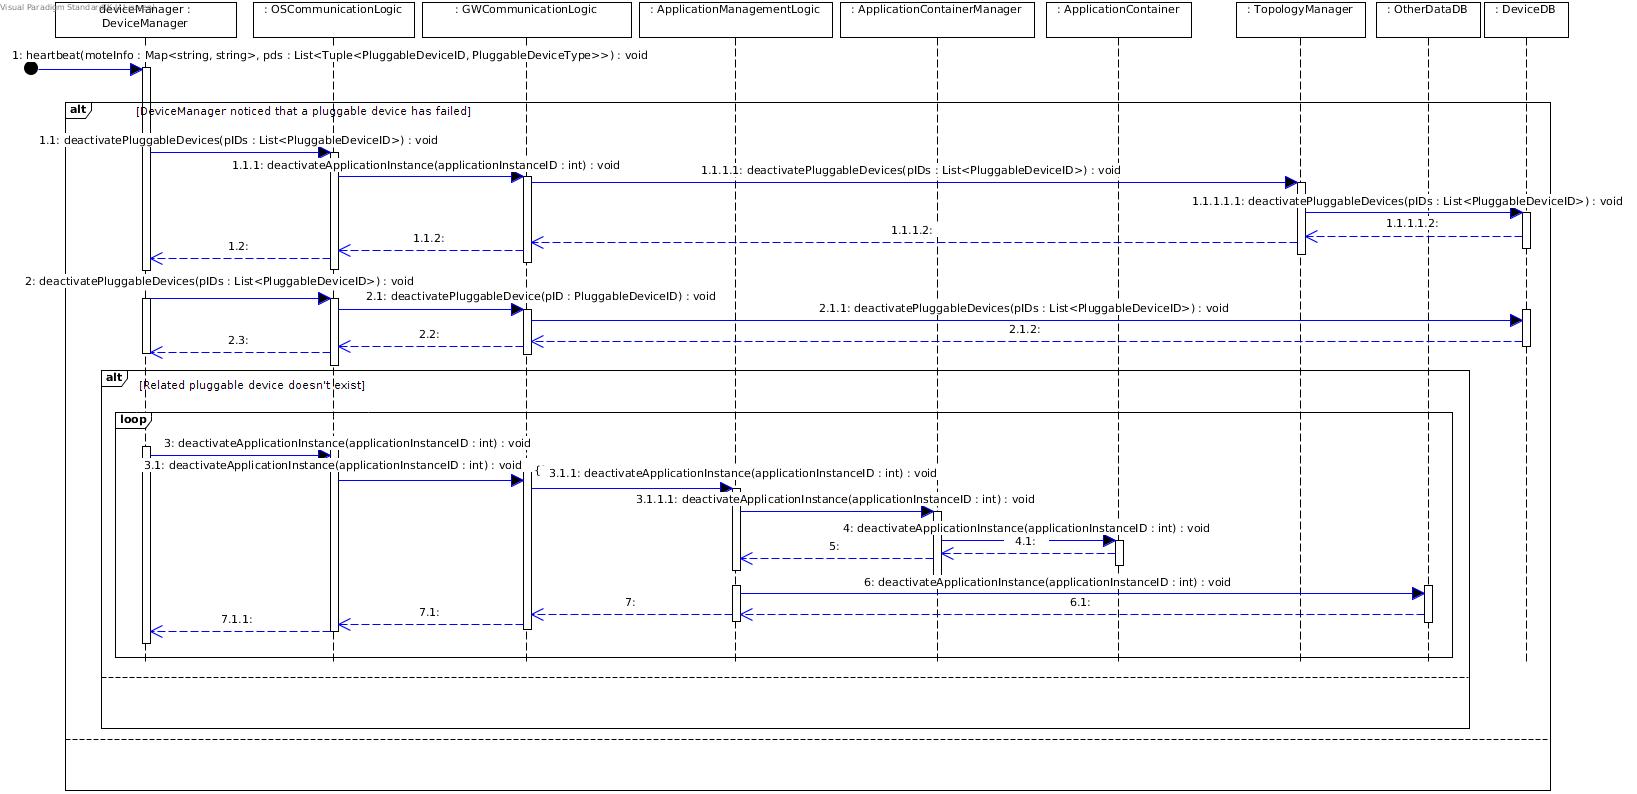 Visual Paradigm Standard
deviceManager :
DeviceManager
: OSCommunicationLogic
: GWCommunicationLogic
: ApplicationManagementLogic
: ApplicationContainerManager
: ApplicationContainer
: TopologyManager
: OtherDataDB
: DeviceDB
1: heartbeat(moteInfo : Map<string, string>, pds : List<Tuple<PluggableDeviceID, PluggableDeviceType>>) : void
alt
[DeviceManager noticed that a pluggable device has failed]
1.1: deactivatePluggableDevices(pIDs : List<PluggableDeviceID>) : void
1.1.1: deactivateApplicationInstance(applicationInstanceID : int) : void
1.1.1.1: deactivatePluggableDevices(pIDs : List<PluggableDeviceID>) : void
1.1.1.1.1: deactivatePluggableDevices(pIDs : List<PluggableDeviceID>) : void
1.1.1.1.2:
1.1.1.2:
1.1.2:
1.2:
2: deactivatePluggableDevices(pIDs : List<PluggableDeviceID>) : void
2.1: deactivatePluggableDevice(pID : PluggableDeviceID) : void
2.1.1: deactivatePluggableDevices(pIDs : List<PluggableDeviceID>) : void
2.1.2:
2.2:
2.3:
alt
[Related pluggable device doesn't exist]
loop
3: deactivateApplicationInstance(applicationInstanceID : int) : void
3.1: deactivateApplicationInstance(applicationInstanceID : int) : void
{
3.1.1: deactivateApplicationInstance(applicationInstanceID : int) : void
3.1.1.1: deactivateApplicationInstance(applicationInstanceID : int) : void
4: deactivateApplicationInstance(applicationInstanceID : int) : void
4.1:
5:
6: deactivateApplicationInstance(applicationInstanceID : int) : void
6.1:
7:
7.1:
7.1.1: